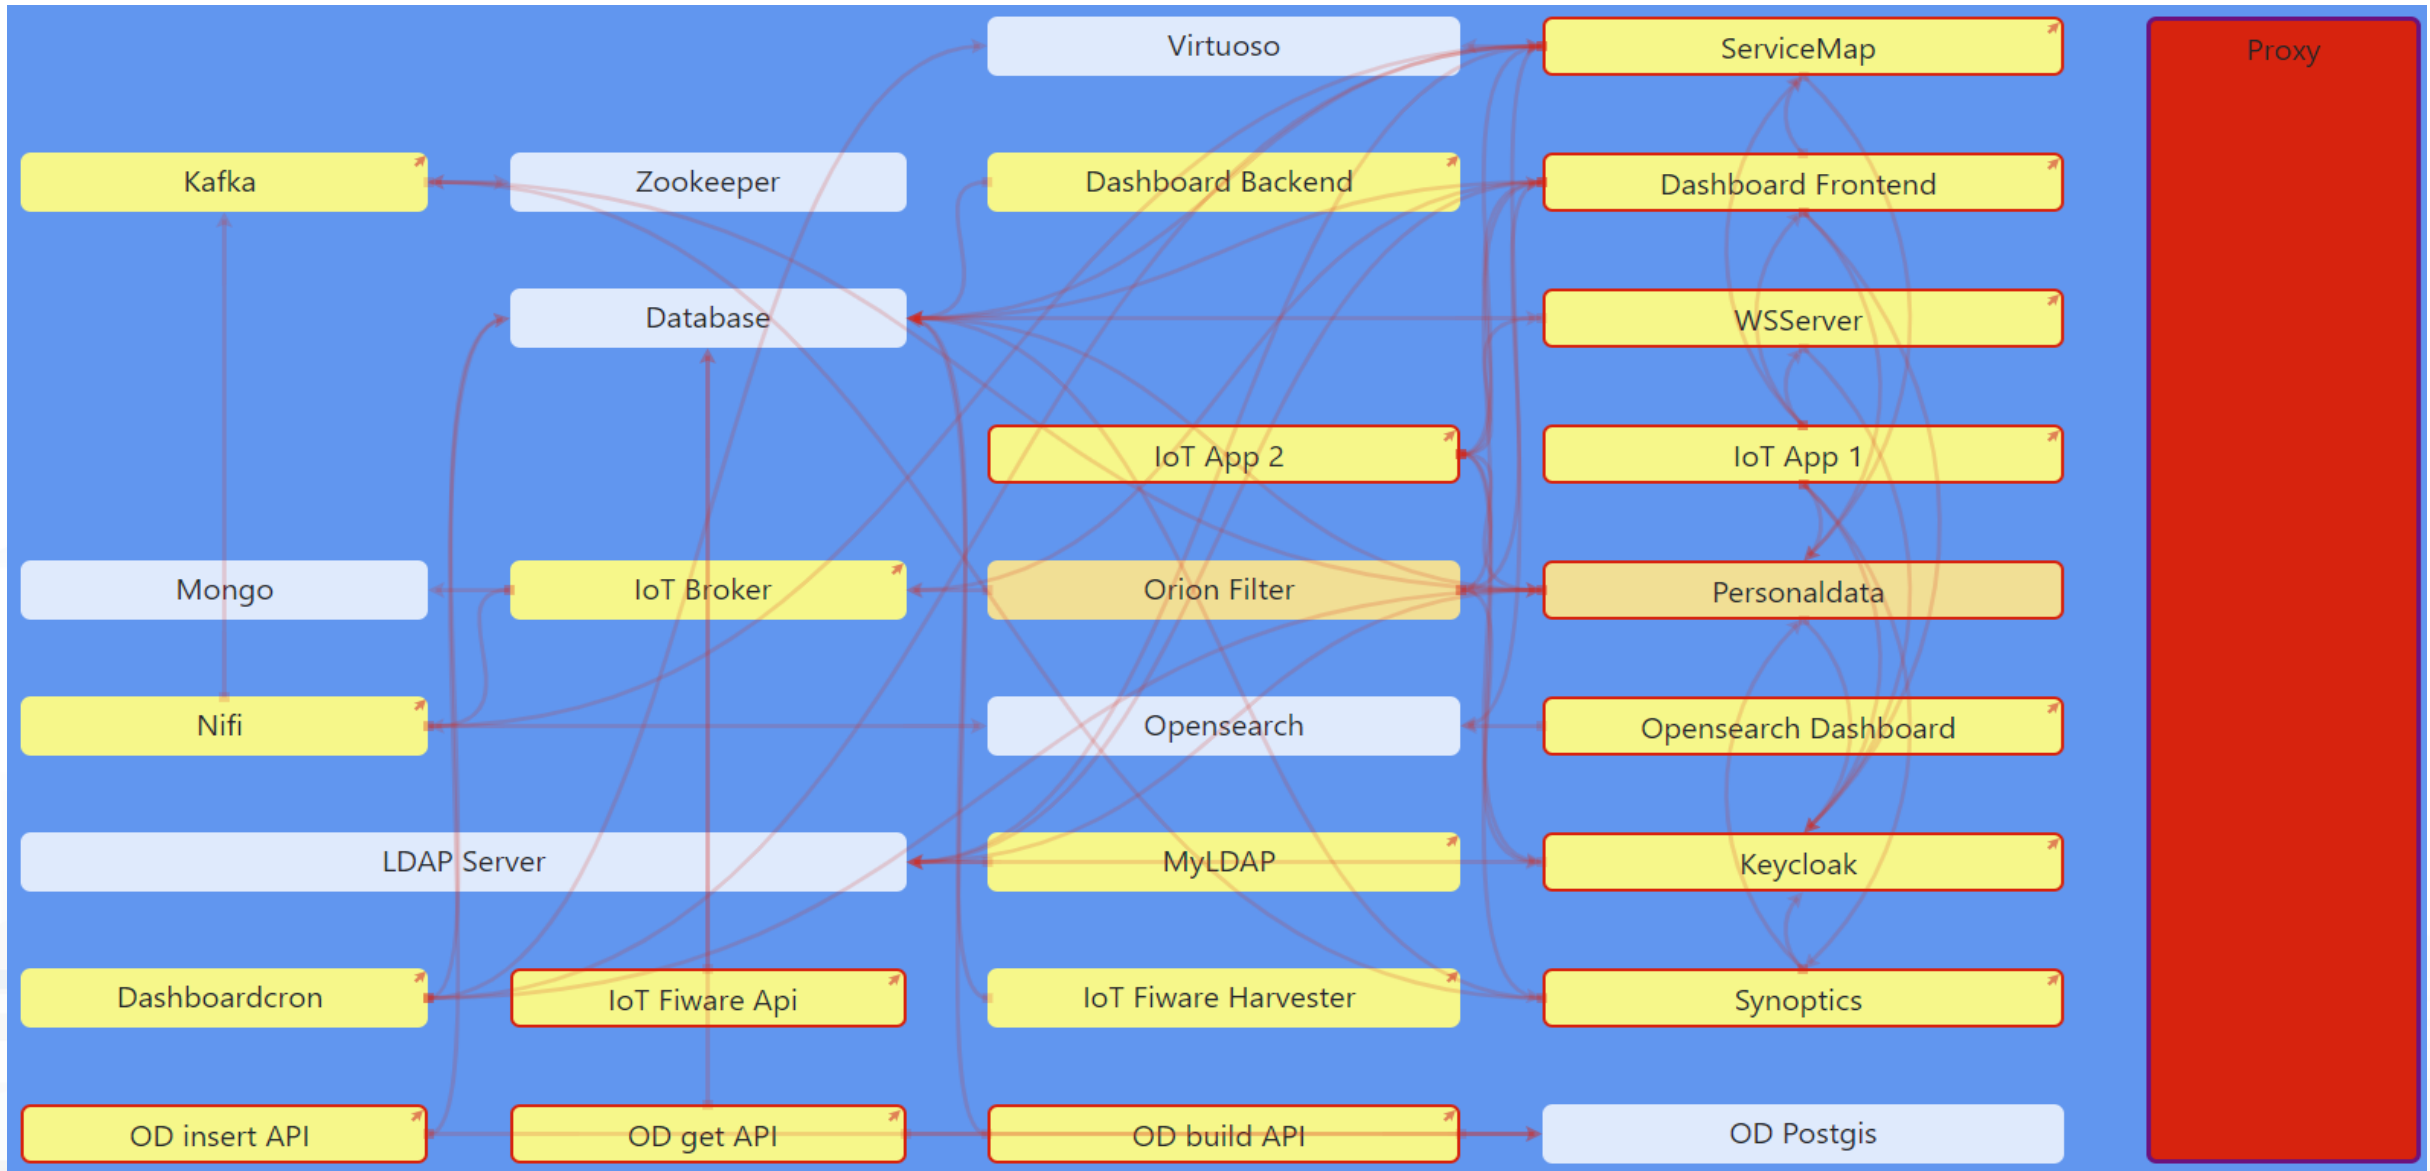 Virtuoso
ServiceMap
Proxy
Kafka
Zookeeper
Dashboard Backend
Dashboard Frontend
Database
WSServer
IoT App 2
IoT App 1
Mongo
IoT Broker
Orion Filter
Personaldata
Nifi
Opensearch
Opensearch Dashboard
LDAP Server
MyLDAP
Keycloak
Dashboardcron
IoT Fiware Api
IoT Fiware Harvester
Synoptics
OD insert API
OD get API
OD build API
OD Postgis